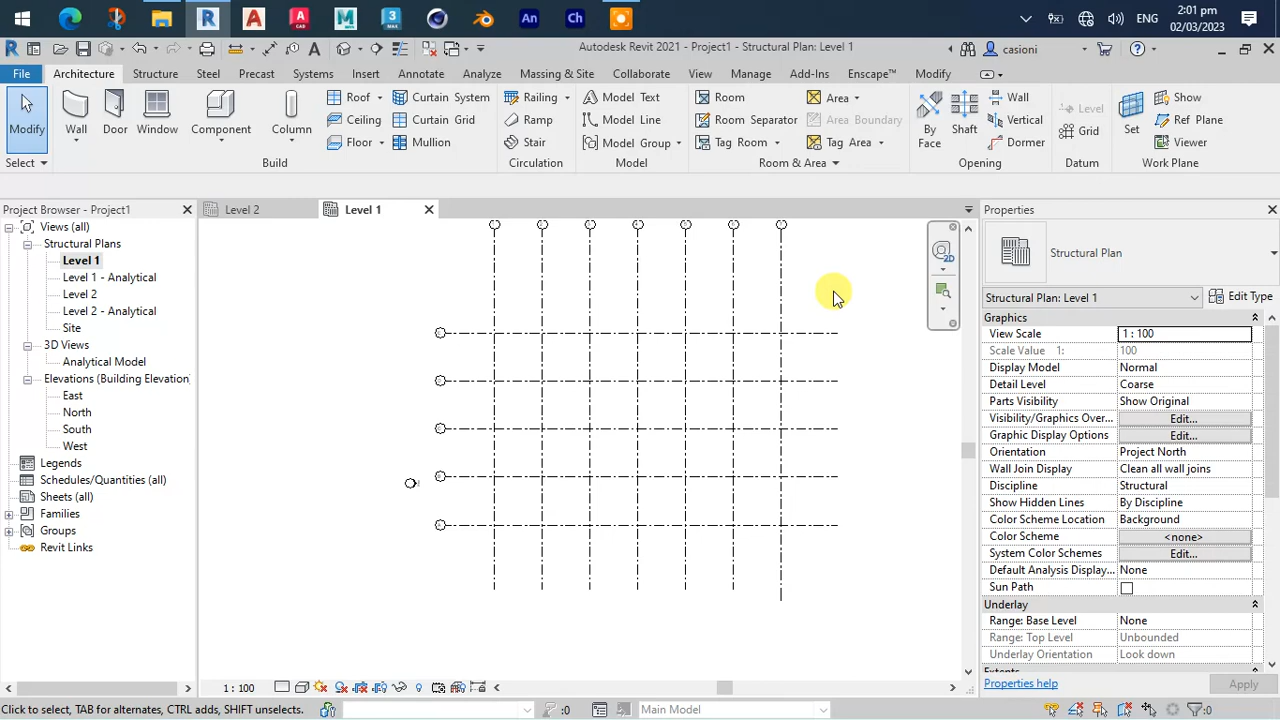 A
CAD
M
3
MAX
An
Ch
ENG
2:01 pm
02/03/2023
R
Autodesk Revit 2021 - Project1 - Structural Plan: Level 1
casioni
File
Architecture
Structure
Steel
Precast
Systems
Insert
Annotate
Analyze
Massing & Site
Collaborate
View
Manage
Add-Ins
Enscape™
Modify
Modify
Wall
Door
Window
Component
Column
Roof
Ceiling
Floor
Curtain System
Curtain Grid
Mullion
Railing
Ramp
Stair
Model Text
Model Line
Model Group
Room
Room Separator
Tag Room
Area
Area Boundary
Tag Area
By
Face
Shaft
Wall
Vertical
Dormer
Level
Grid
Set
Show
Ref Plane
Viewer
Select
Build
Circulation
Model
Room & Area
Opening
Datum
Work Plane
Project Browser - Project1
Views (all)
Structural Plans
Level 1
Level 1 - Analytical
Level 2
Level 2 - Analytical
Site
3D Views
Analytical Model
Elevations (Building Elevation)
East
North
South
West
Legends
Schedules/Quantities (all)
Sheets (all)
Families
Groups
Revit Links
Level 2
Level 1
2D
Properties
Structural Plan
Structural Plan: Level 1
Edit Type
Graphics
View Scale 1 : 100
Scale Value 1: 100
Display Model Normal
Detail Level Coarse
Parts Visibility Show Original
Visibility/Graphics Over... Edit...
Graphic Display Options Edit...
Orientation Project North
Wall Join Display Clean all wall joins
Discipline Structural
Show Hidden Lines By Discipline
Color Scheme Location Background
Color Scheme <none>
System Color Schemes Edit...
Default Analysis Display... None
Sun Path
Underlay
Range: Base Level None
Range: Top Level Unbounded
Underlay Orientation Look down
Extents
Properties help
Apply
1 : 100
Click to select, TAB for alternates, CTRL adds, SHIFT unselects.
:0
Main Model
:0